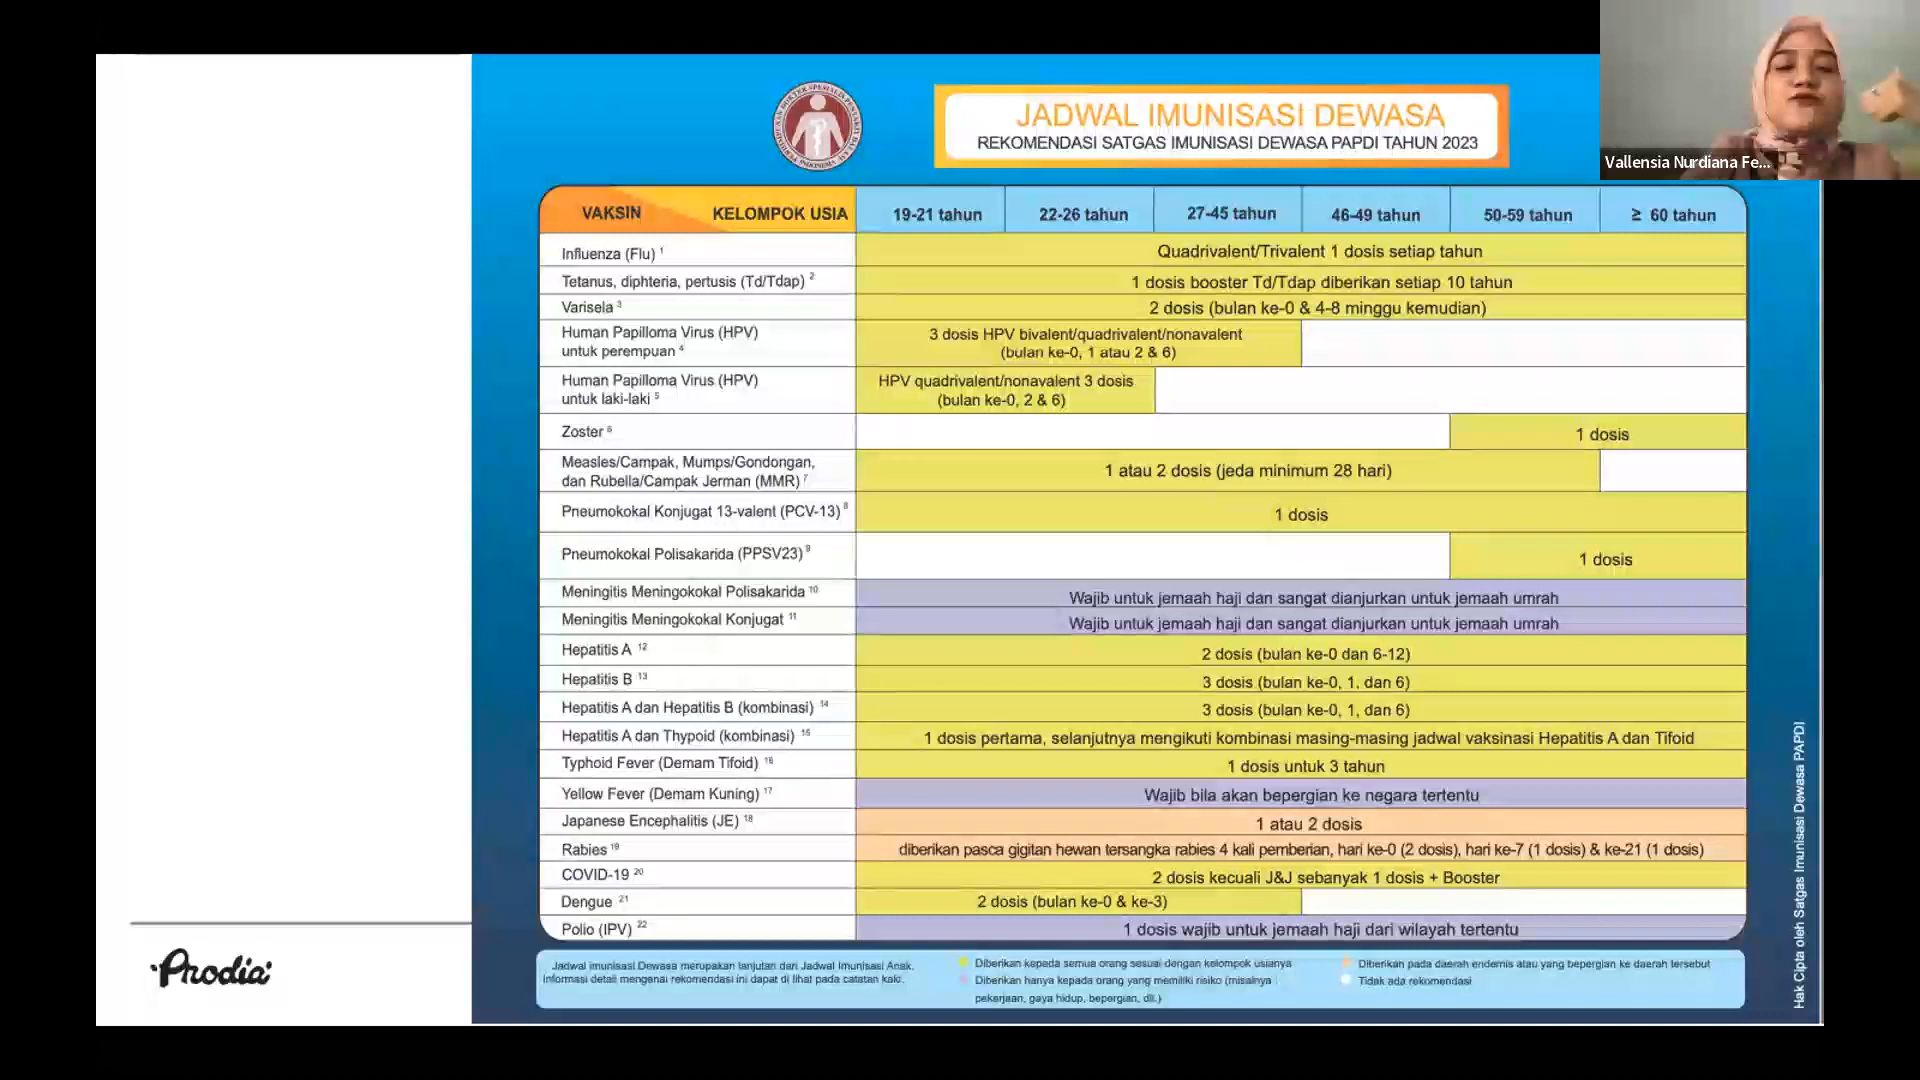 JADWAL IMUNISASI DEWASA
REKOMENDASI SATGAS IMUNISASI DEWASA PAPDI TAHUN 2023
Vallensia Nurdiana Fe...
VAKSIN KELOMPOK USIA 19-21 tahun 22-26 tahun 27-45 tahun 46-49 tahun 50-59 tahun ≥ 60 tahun
Influenza (Flu) 1 Quadrivalent/Trivalent 1 dosis setiap tahun
Tetanus, diphteria, pertusis (Td/Tdap) 2 1 dosis booster Td/Tdap diberikan setiap 10 tahun
Varisela 3 2 dosis (bulan ke-0 & 4-8 minggu kemudian)
Human Papilloma Virus (HPV)
untuk perempuan 4
3 dosis HPV bivalent/quadrivalent/nonavalent
(bulan ke-0, 1 atau 2 & 6)
Human Papilloma Virus (HPV)
untuk laki-laki 5
HPV quadrivalent/nonavalent 3 dosis
(bulan ke-0, 2 & 6)
Zoster 6 1 dosis
Measles/Campak, Mumps/Gondongan,
dan Rubella/Campak Jerman (MMR) 7
1 atau 2 dosis (jeda minimum 28 hari)
Pneumokokal Konjugat 13-valent (PCV-13) 8 1 dosis
Pneumokokal Polisakarida (PPSV23) 9 1 dosis
Meningitis Meningokokal Polisakarida 10 Wajib untuk jemaah haji dan sangat dianjurkan untuk jemaah umrah
Meningitis Meningokokal Konjugat 11 Wajib untuk jemaah haji dan sangat dianjurkan untuk jemaah umrah
Hepatitis A 12 2 dosis (bulan ke-0 dan 6-12)
Hepatitis B 13 3 dosis (bulan ke-0, 1, dan 6)
Hepatitis A dan Hepatitis B (kombinasi) 14 3 dosis (bulan ke-0, 1, dan 6)
Hepatitis A dan Thypoid (kombinasi) 15 1 dosis pertama, selanjutnya mengikuti kombinasi masing-masing jadwal vaksinasi Hepatitis A dan Tifoid
Typhoid Fever (Demam Tifoid) 16 1 dosis untuk 3 tahun
Yellow Fever (Demam Kuning) 17 Wajib bila akan bepergian ke negara tertentu
Japanese Encephalitis (JE) 18 1 atau 2 dosis
Rabies 19 diberikan pasca gigitan hewan tersangka rabies 4 kali pemberian, hari ke-0 (2 dosis), hari ke-7 (1 dosis) & ke-21 (1 dosis)
COVID-19 20 2 dosis kecuali J&J sebanyak 1 dosis + Booster
Dengue 21 2 dosis (bulan ke-0 & ke-3)
Polio (IPV) 22 1 dosis wajib untuk jemaah haji dari wilayah tertentu
Jadwal imunisasi Dewasa merupakan lanjutan dari Jadwal Imunisasi Anak.
Informasi detail mengenai rekomendasi ini dapat di lihat pada catatan kaki.
Diberikan kepada semua orang sesuai dengan kelompok usianya
Diberikan hanya kepada orang yang memiliki risiko (misalnya :
pekerjaan, gaya hidup, bepergian, dll.)
Diberikan pada daerah endemis atau yang bepergian ke daerah tersebut
Tidak ada rekomendasi
Hak Cipta oleh Satgas Imunisasi Dewasa PAPDI
Prodia